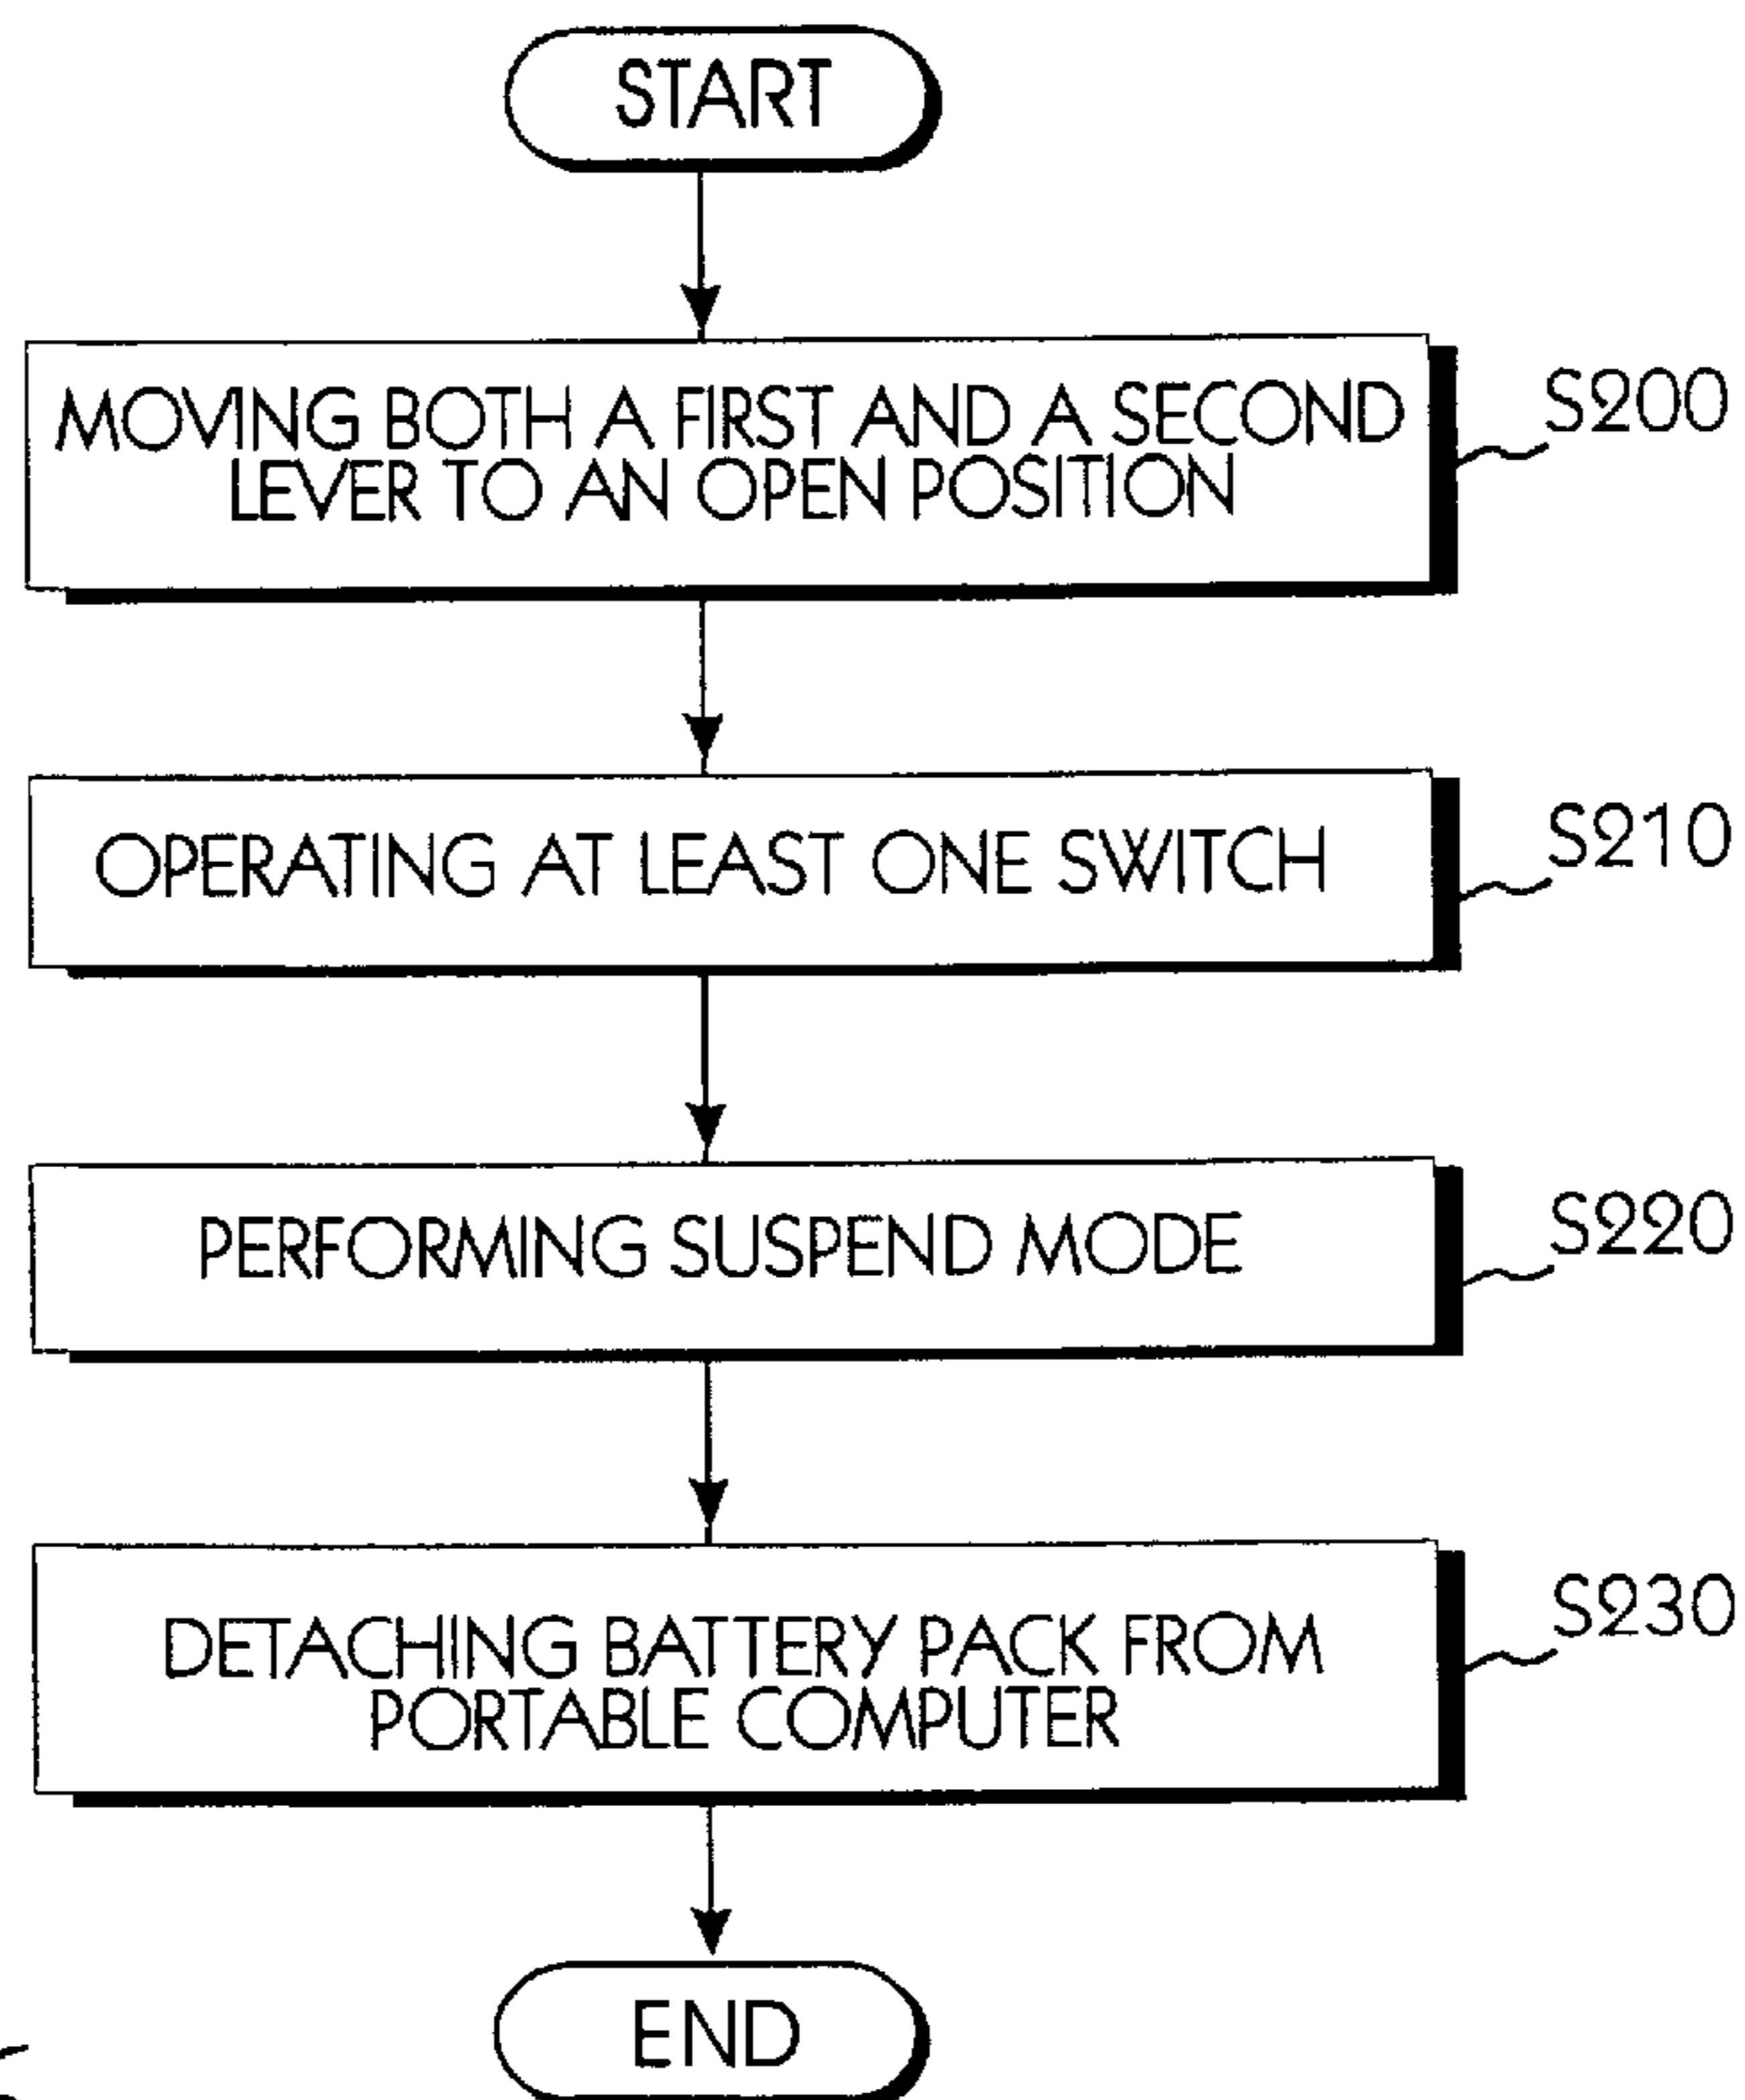 START
MOVING BOTH A FIRST AND A SECOND
LEVER TO AN OPEN POSITION
S200
OPERATING AT LEAST ONE SWITCH
S210
PERFORMING SUSPEND MODE
S220
DETACHING BATTERY PACK FROM
PORTABLE COMPUTER
S230
END